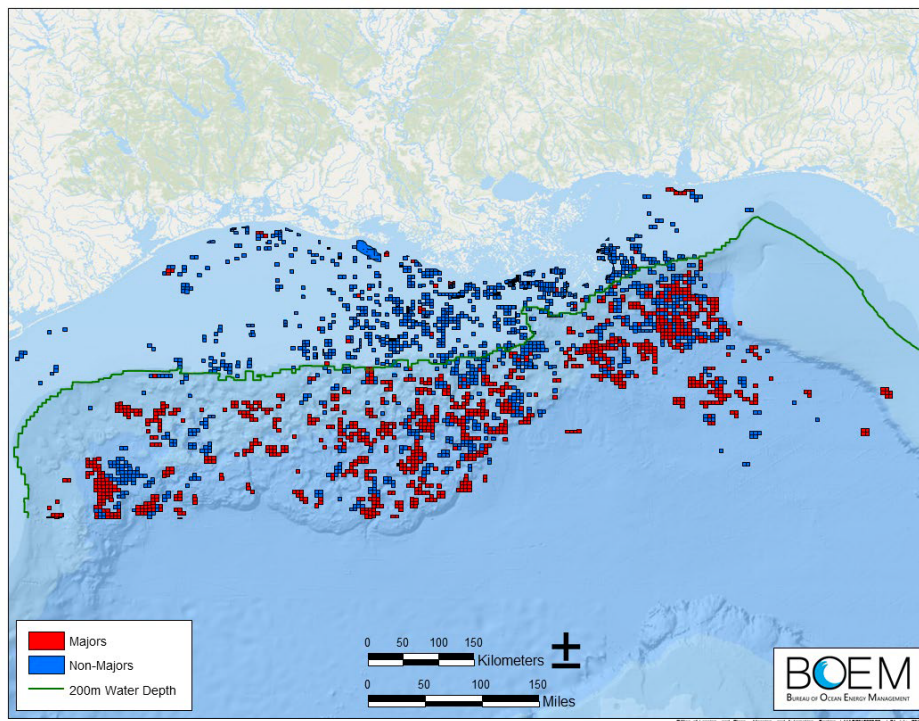 Majors
Non-Majors
200m Water Depth
0 50 100 150
Kilometers
0 50 100 150
Miles
BOEM
BUREAU OF OCEAN ENERGY MANAGEMENT